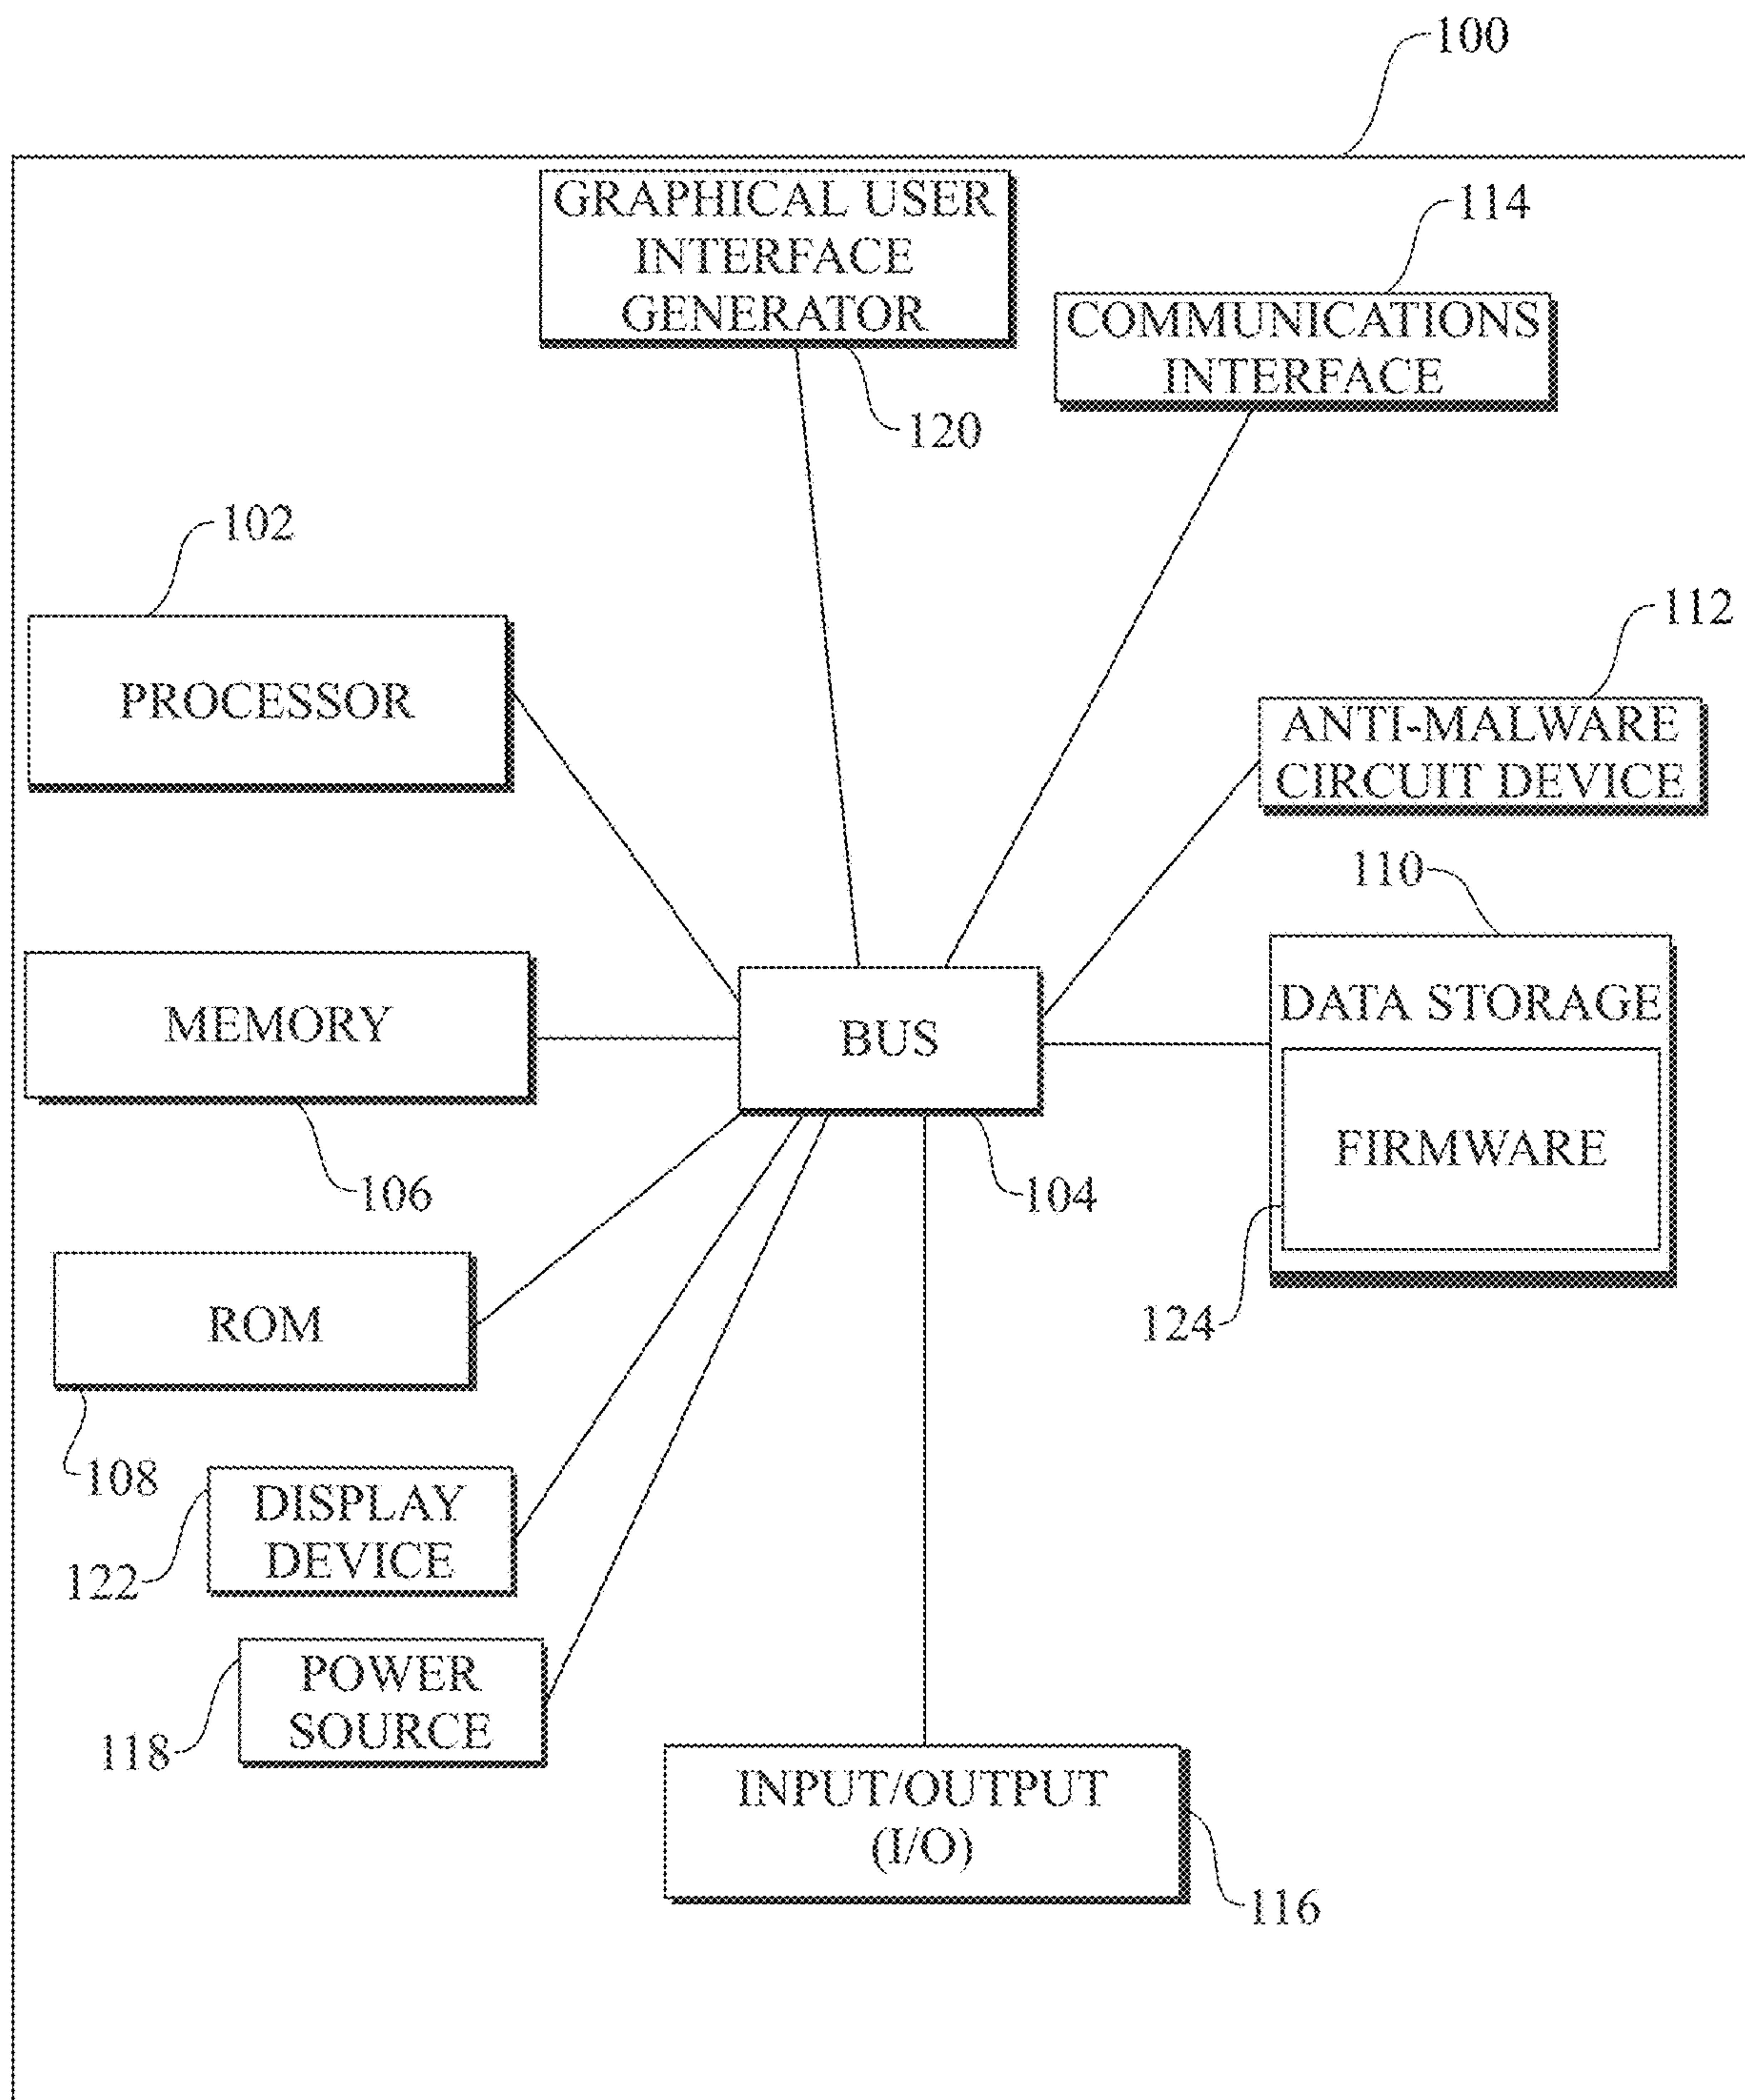 100
GRAPHICAL USER
INTERFACE
GENERATOR
120
114
COMMUNICATIONS
INTERFACE
102
PROCESSOR
112
ANTI-MALWARE
CIRCUIT DEVICE
110
DATA STORAGE
FIRMWARE
124
MEMORY
106
BUS
104
ROM
108
DISPLAY
DEVICE
122
POWER
SOURCE
118
INPUT/OUTPUT
(I/O)
116